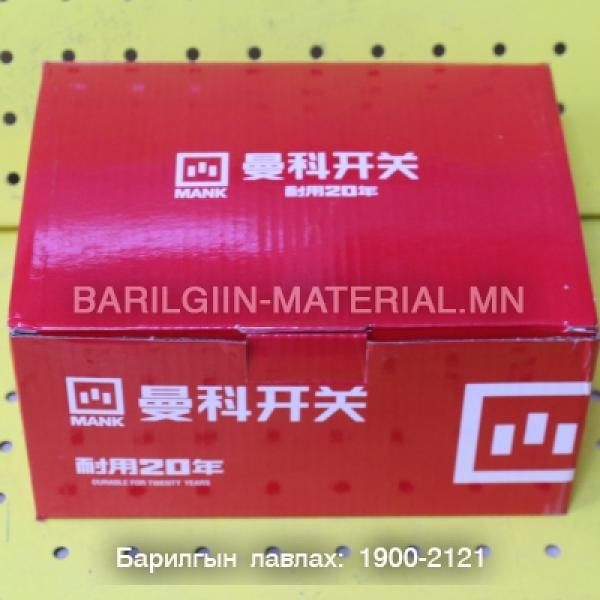 曼科开关
MANK
耐用20年
BARILGIIN-MATERIAL.MN
MANK
曼科开关
耐用20年
DURABLE FOR TWENTY YEARS
Барилгын лавлах: 1900-2121